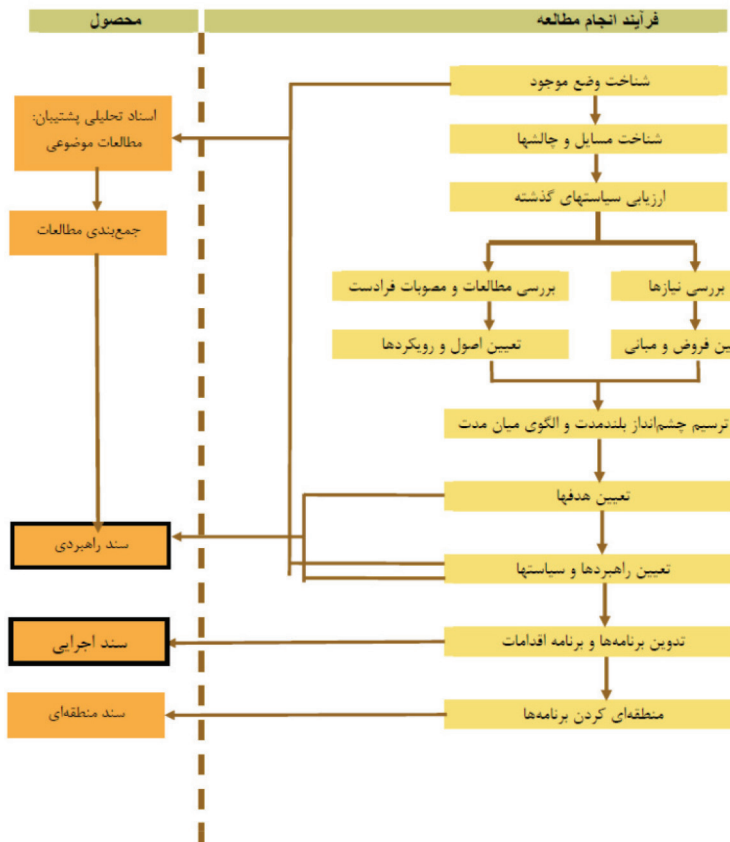 فرآیند انجام مطالعه
محصول
شناخت وضع موجود
شناخت مسایل و چالشها
ارزیابی سیاستهای گذشته
بررسی نیازها
بررسی مطالعات و مصوبات فرادست
ین فروض و مبانی
تعیین اصول و رویکردها
ترسیم چشم‌انداز بلندمدت و الگوی میان مدت
تعیین هدفها
تعیین راهبردها و سیاستها
تدوین برنامه‌ها و برنامه اقدامات
منطقه‌ای کردن برنامه‌ها
اسناد تحلیلی پشتیبان:
مطالعات موضوعی
جمع‌بندی مطالعات
سند راهبردی
سند اجرایی
سند منطقه‌ای